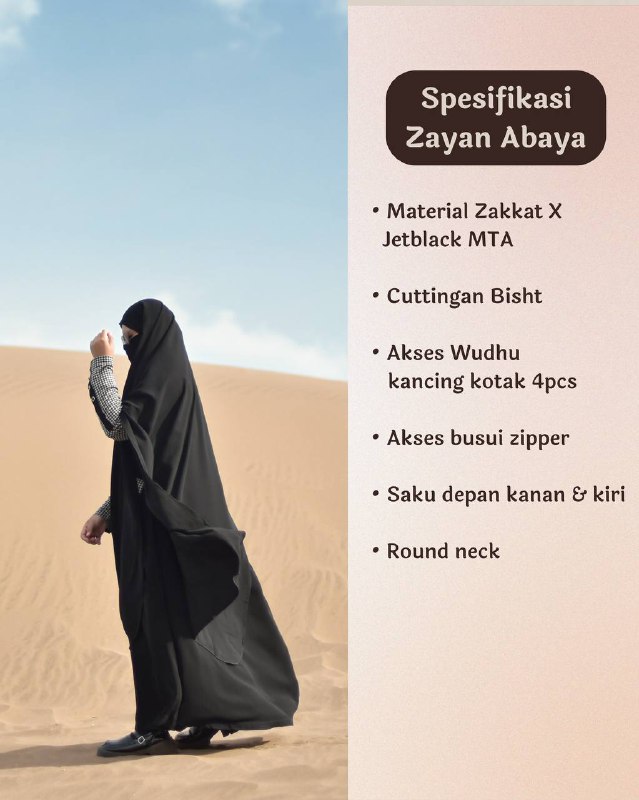 Spesifikasi
Zayan Abaya
• Material Zakkat X
Jetblack MTA
• Cuttingan Bisht
• Akses Wudhu
kancing kotak 4pcs
• Akses busui zipper
• Saku depan kanan & kiri
• Round neck